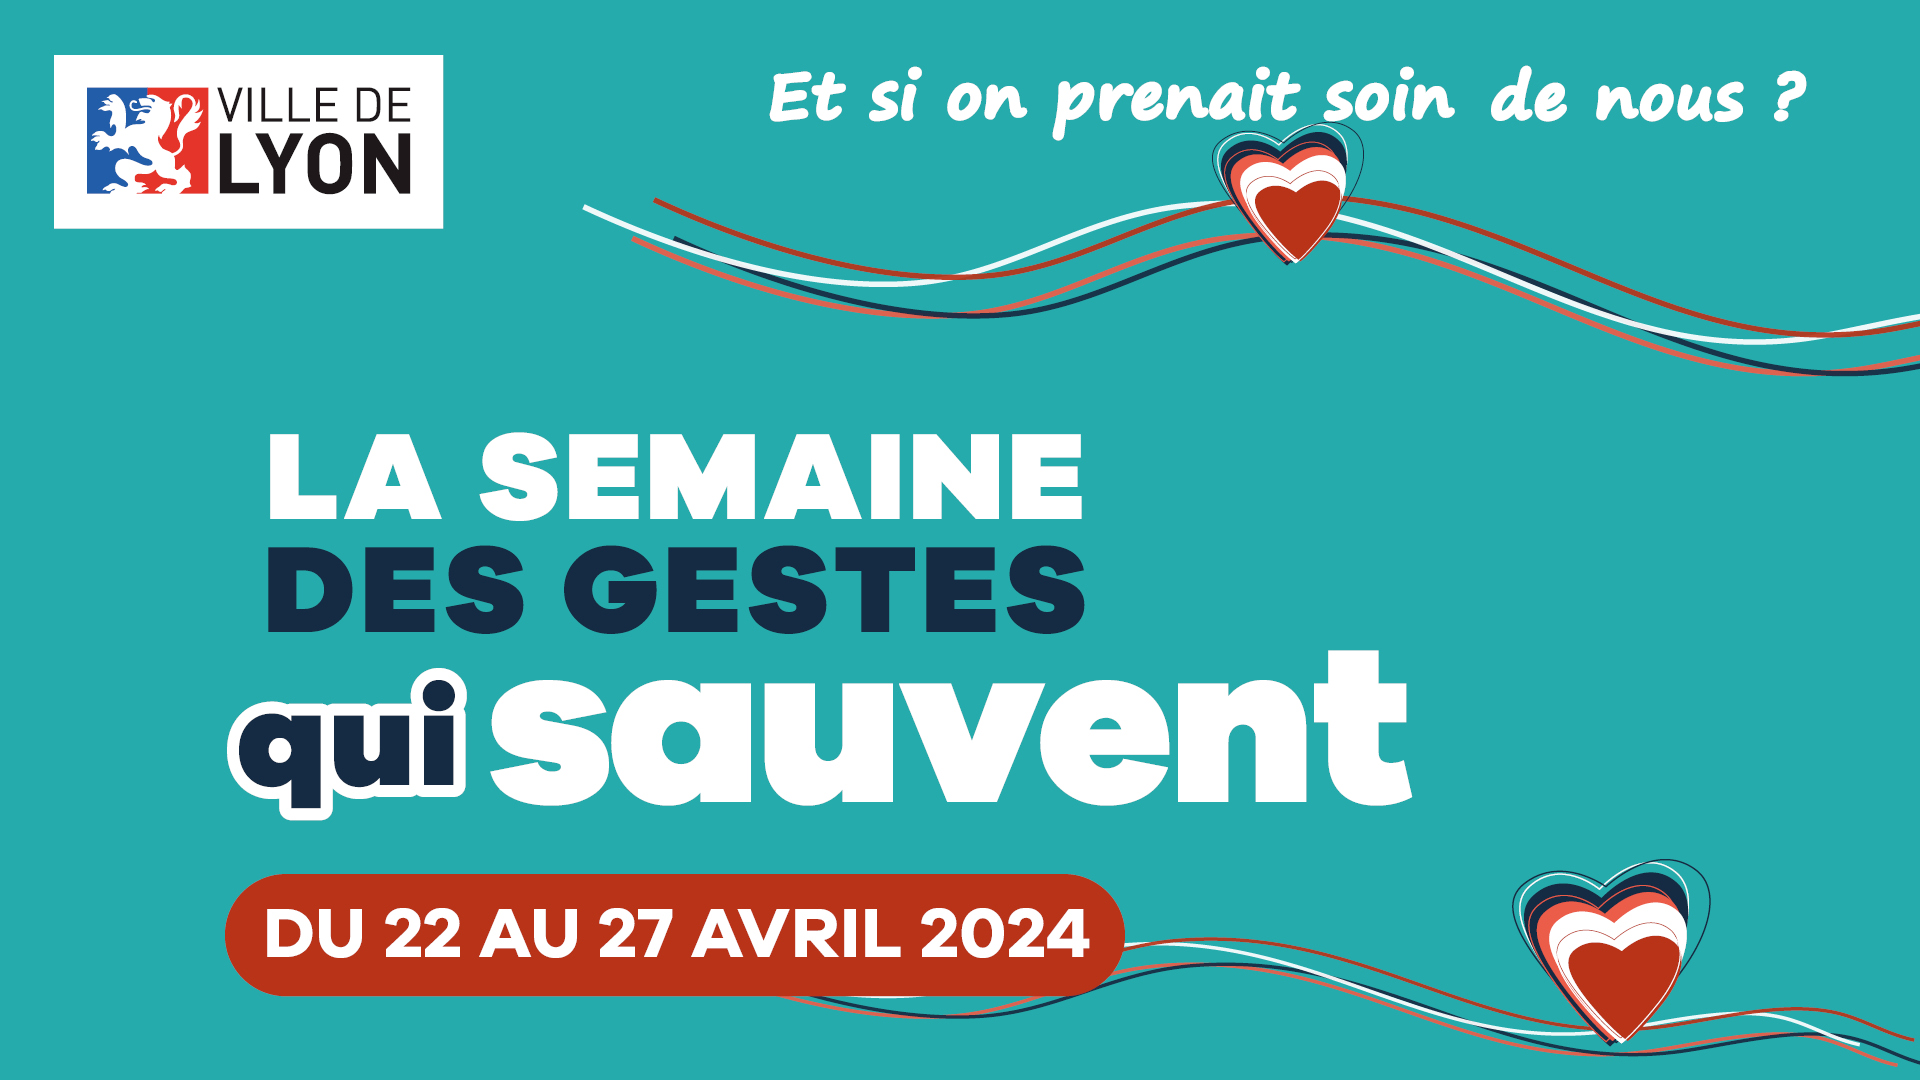 VILLE DE
LYON
Et si on prenait soin de nous ?
LA SEMAINE
DES GESTES
qui sauvent
DU 22 AU 27 AVRIL 2024